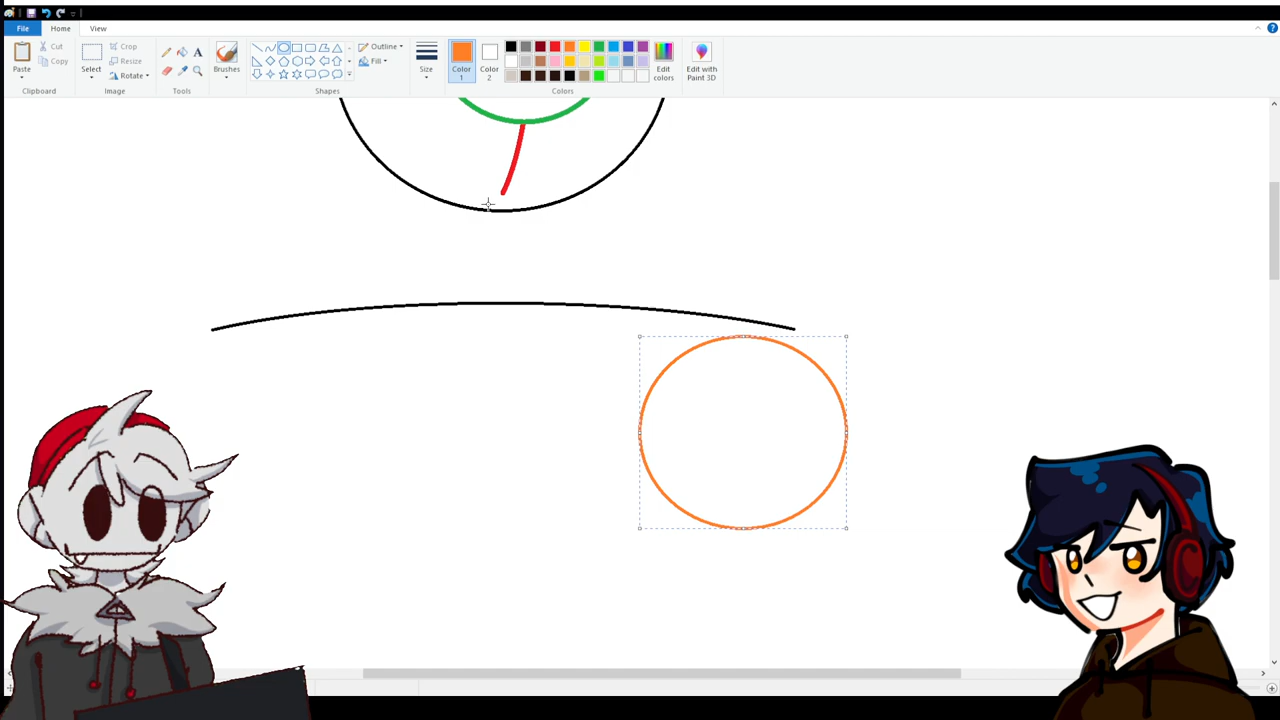 File Home View
Paste
Cut
Copy
Clipboard
Select
Crop
Resize
Rotate
Image
Tools
Brushes
Outline
Fill
Shapes
Size
Color 1
Color 2
Edit colors
Colors
Edit with Paint 3D